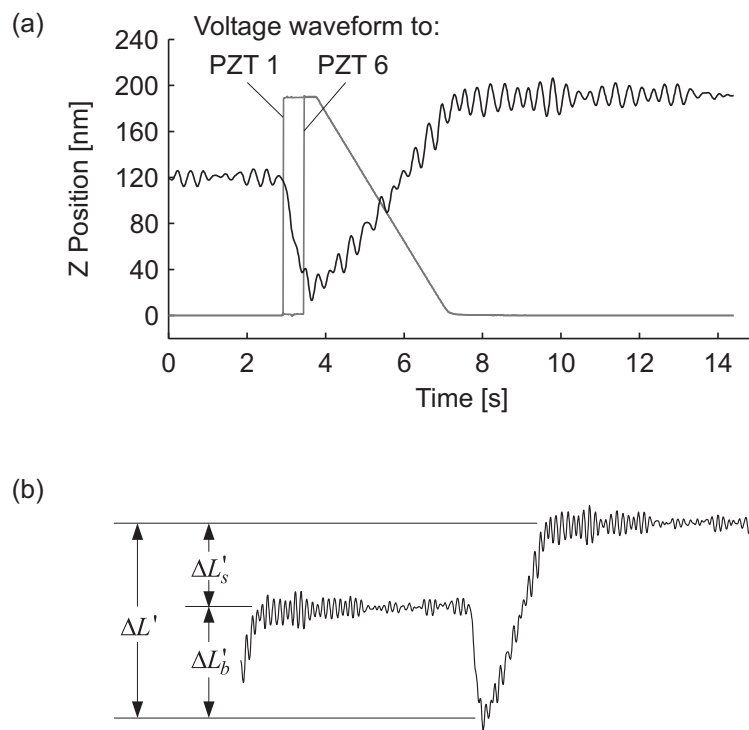 (a)
Voltage waveform to:
PZT 1 PZT 6
240
200
160
120
80
40
0
Z Position [nm]
0 2 4 6 8 10 12 14
Time [s]
(b)
ΔL's
ΔL'
ΔL'b